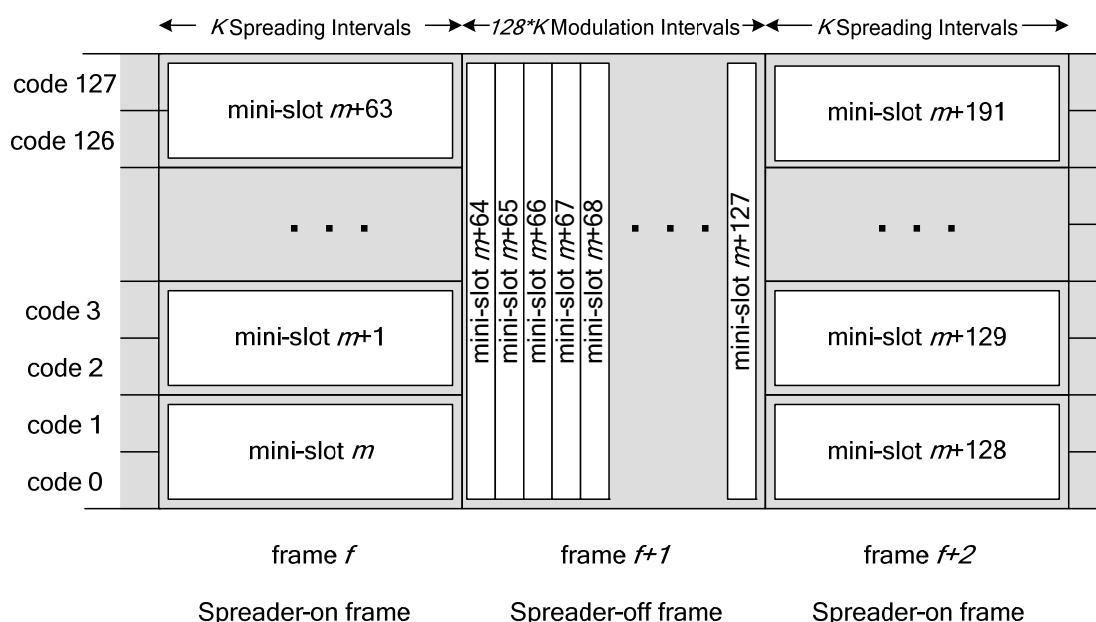 K Spreading Intervals
128*K Modulation Intervals
K Spreading Intervals
code 127
code 126
code 3
code 2
code 1
code 0
mini-slot m+63
. . .
mini-slot m+1
mini-slot m
mini-slot m+64
mini-slot m+65
mini-slot m+66
mini-slot m+67
mini-slot m+68
. . .
mini-slot m+127
mini-slot m+191
. . .
mini-slot m+129
mini-slot m+128
frame f
frame f+1
frame f+2
Spreader-on frame
Spreader-off frame
Spreader-on frame